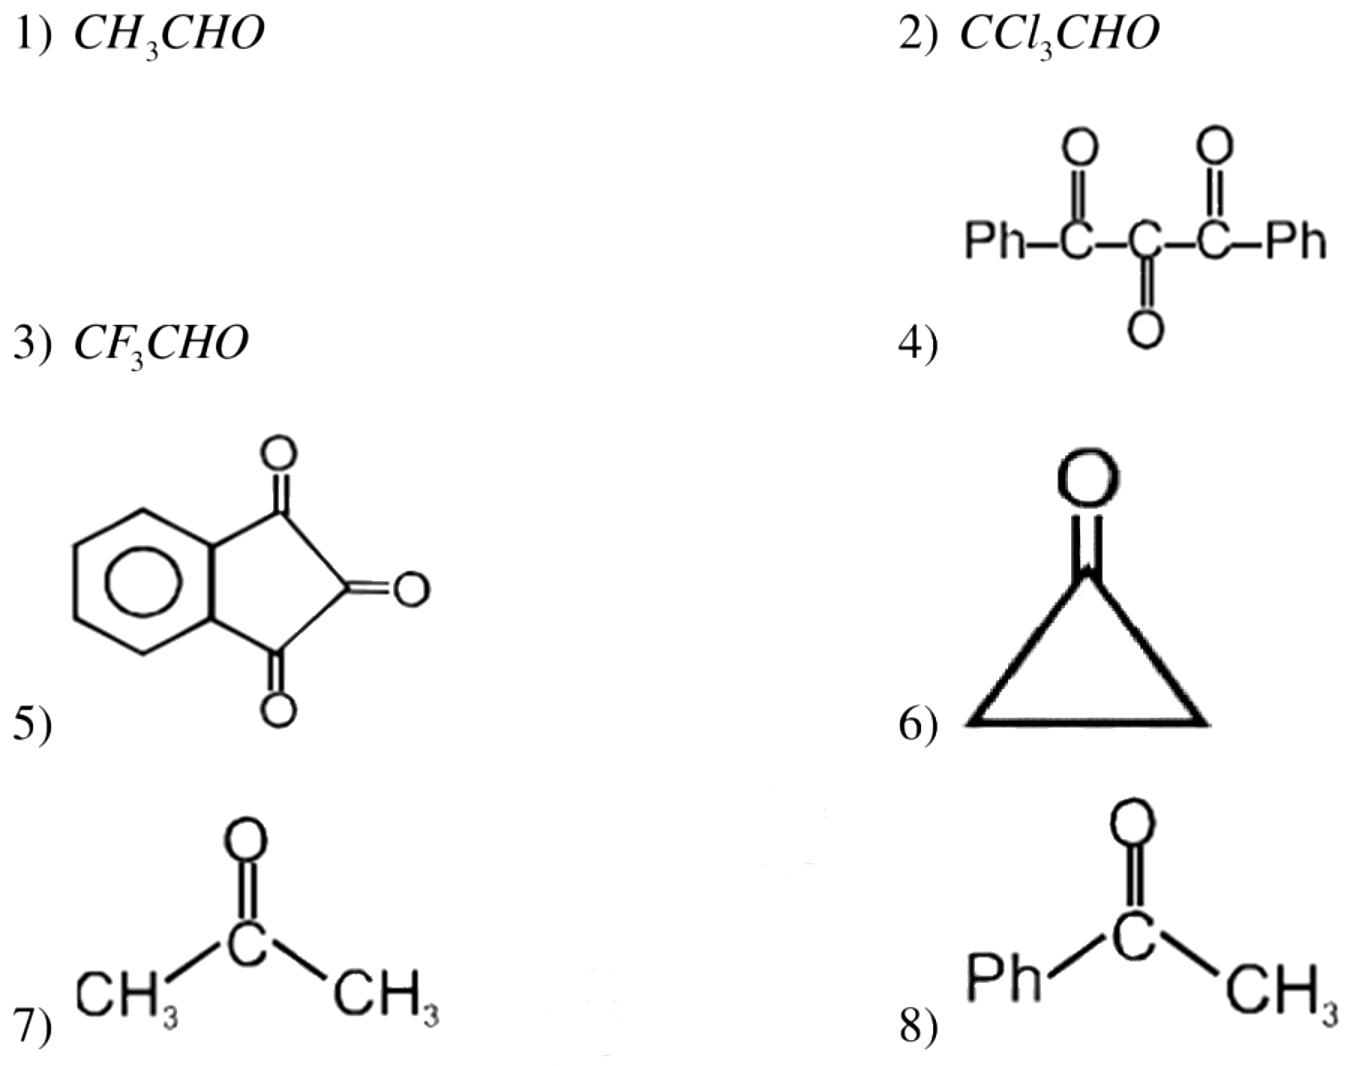 1) CH₃CHO
2) CCl₃CHO
O O
Ph–C–C–C–Ph
O
3) CF₃CHO
4)
O
O
O
5)
O
6)
O
C
CH₃ CH₃
7)
O
C
Ph CH₃
8)